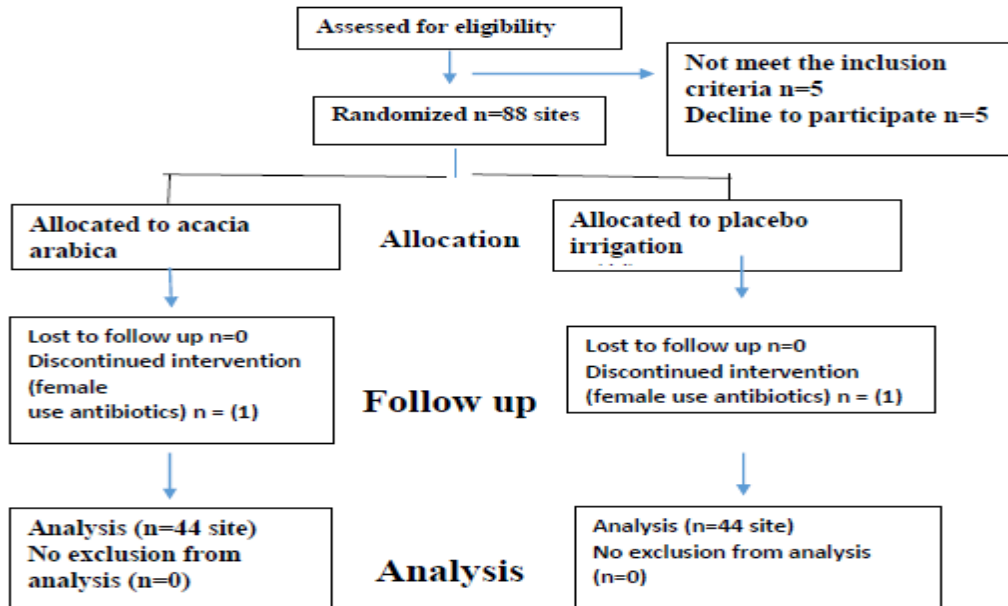 Assessed for eligibility
Not meet the inclusion
criteria n=5
Decline to participate n=5
Randomized n=88 sites
Allocated to acacia
arabica
Allocation
Allocated to placebo
irrigation
Lost to follow up n=0
Discontinued intervention
(female
use antibiotics) n = (1)
Follow up
Lost to follow up n=0
Discontinued intervention
(female use antibiotics) n = (1)
Analysis (n=44 site)
No exclusion from
analysis (n=0)
Analysis
Analysis (n=44 site)
No exclusion from analysis
(n=0)